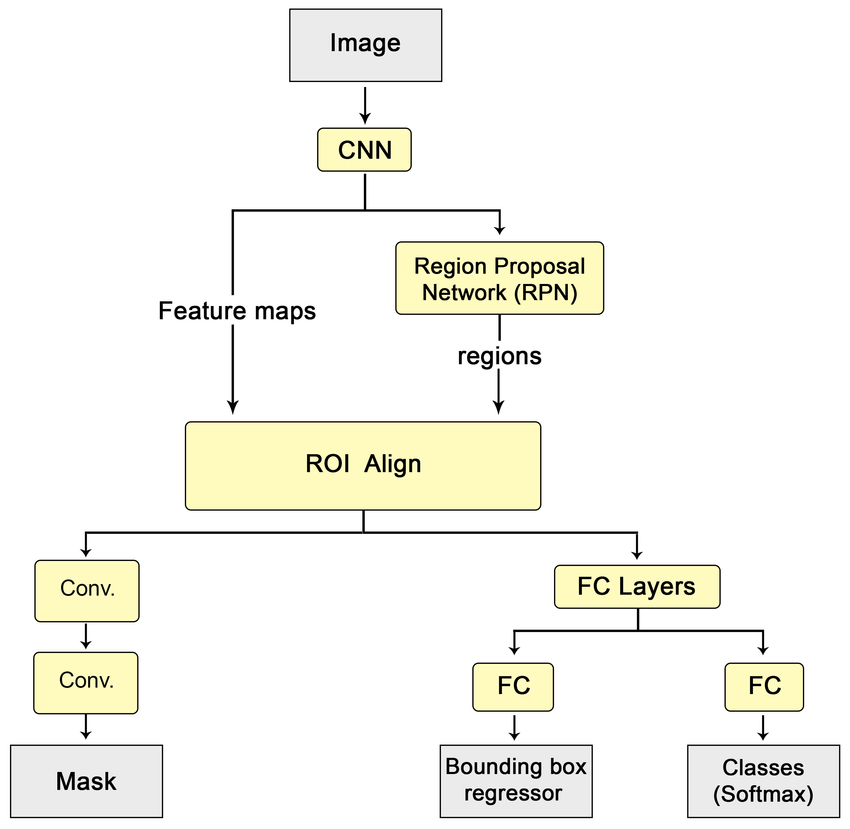 Image
CNN
Region Proposal
Network (RPN)
Feature maps
regions
ROI Align
Conv.
FC Layers
Conv.
FC
FC
Mask
Bounding box
regressor
Classes
(Softmax)